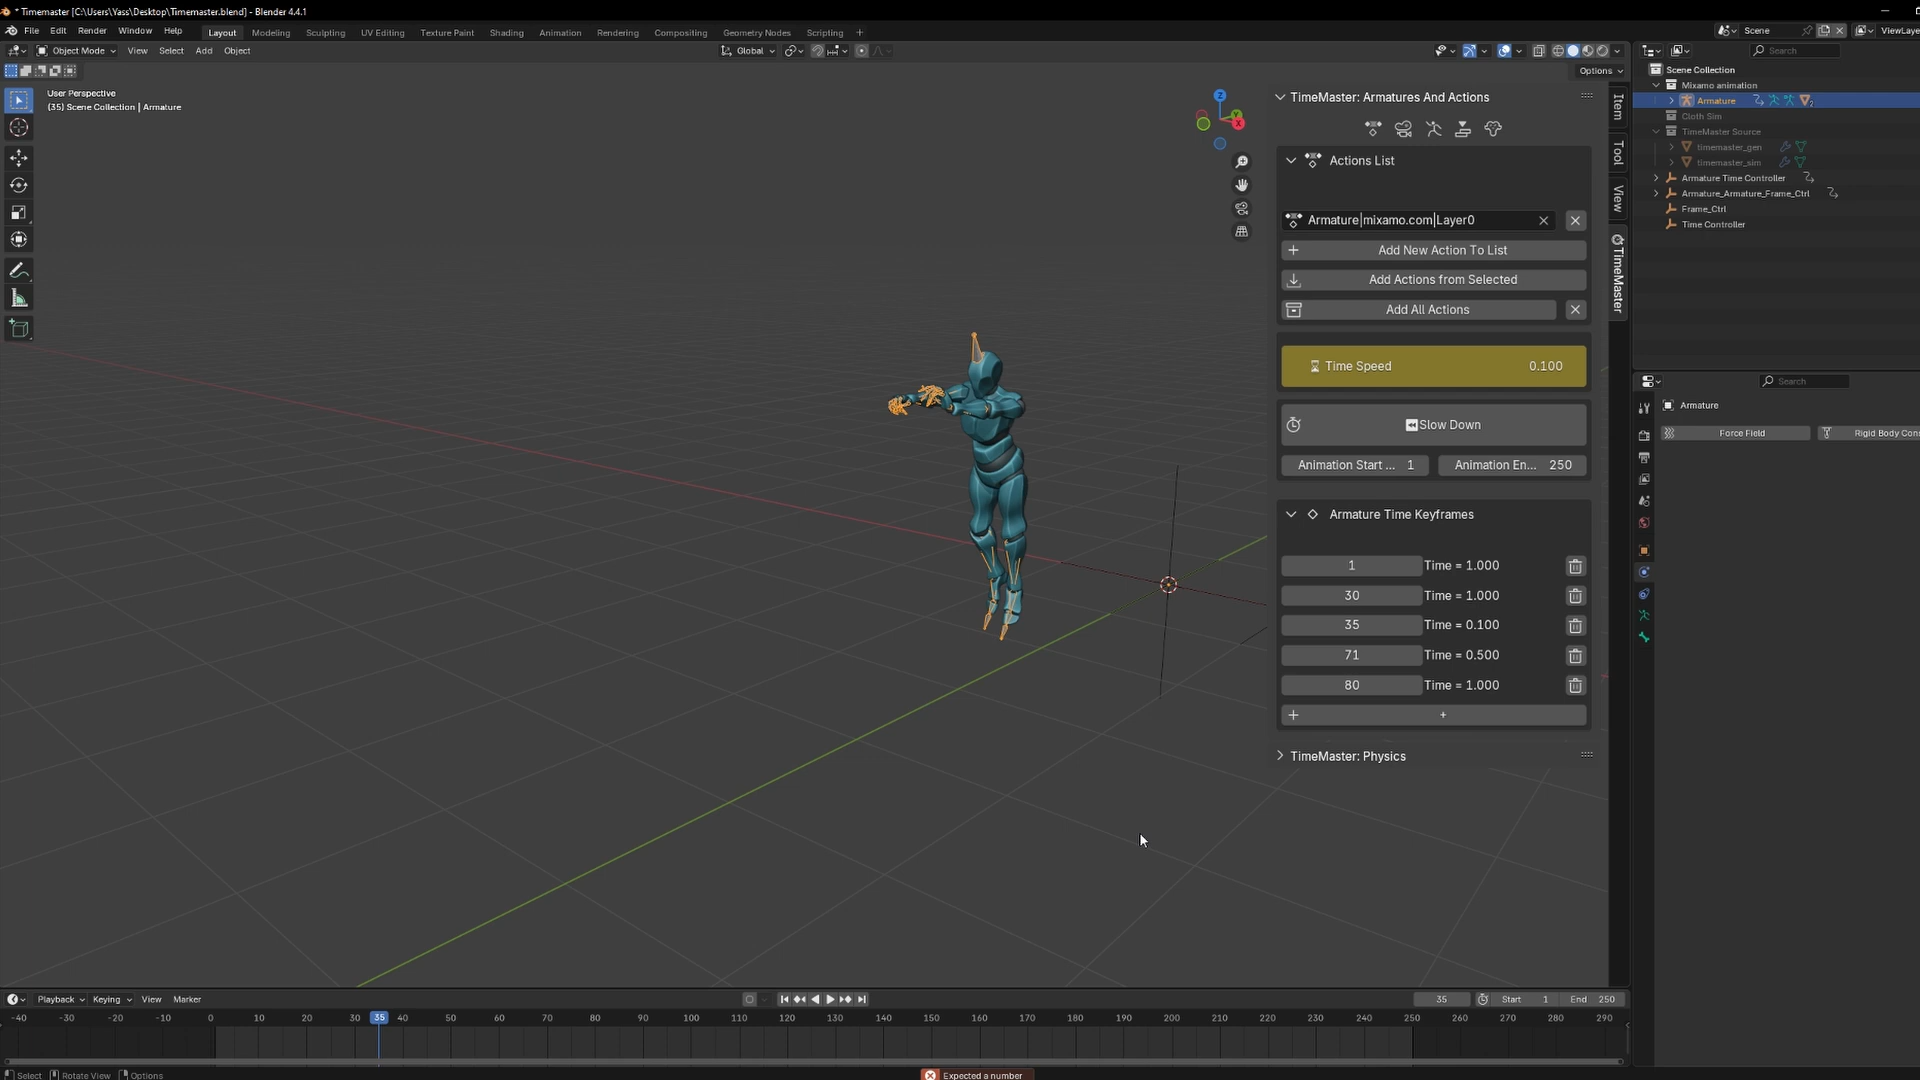 * Timemaster [C:\Users\Yass\Desktop\Timemaster.blend] - Blender 4.4.1
File Edit Render Window Help Layout Modeling Sculpting UV Editing Texture Paint Shading Animation Rendering Compositing Geometry Nodes Scripting + Scene ViewLaye
Object Mode View Select Add Object Global Search
Options
User Perspective
(35) Scene Collection | Armature
Z
Y
X
TimeMaster: Armatures And Actions
Actions List
Armature|mixamo.com|Layer0
Add New Action To List
Add Actions from Selected
Add All Actions
Time Speed 0.100
Slow Down
Animation Start ... 1 Animation En... 250
Armature Time Keyframes
1 Time = 1.000
30 Time = 1.000
35 Time = 0.100
71 Time = 0.500
80 Time = 1.000
+
TimeMaster: Physics
Item
Tool
View
TimeMaster
Scene Collection
Mixamo animation
Armature 2
Cloth Sim
TimeMaster Source
timemaster_gen
timemaster_sim
Armature Time Controller
Armature_Armature_Frame_Ctrl
Frame_Ctrl
Time Controller
Search
Armature
Force Field Rigid Body Cons
Playback Keying View Marker 35 Start 1 End 250
-40 -30 -20 -10 0 10 20 30 35 40 50 60 70 80 90 100 110 120 130 140 150 160 170 180 190 200 210 220 230 240 250 260 270 280 290
Select Rotate View Options Expected a number